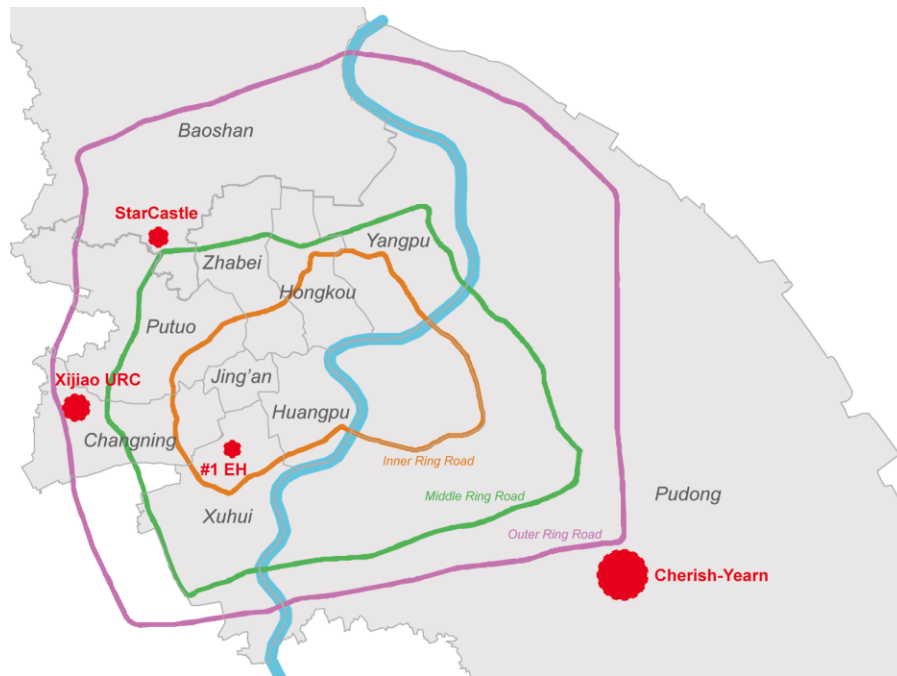 Baoshan
StarCastle
Yangpu
Zhabei
Hongkou
Putuo
Jing'an
Xijiao URC
Huangpu
Changning
Inner Ring Road
#1 EH
Middle Ring Road
Pudong
Xuhui
Outer Ring Road
Cherish-Yearn